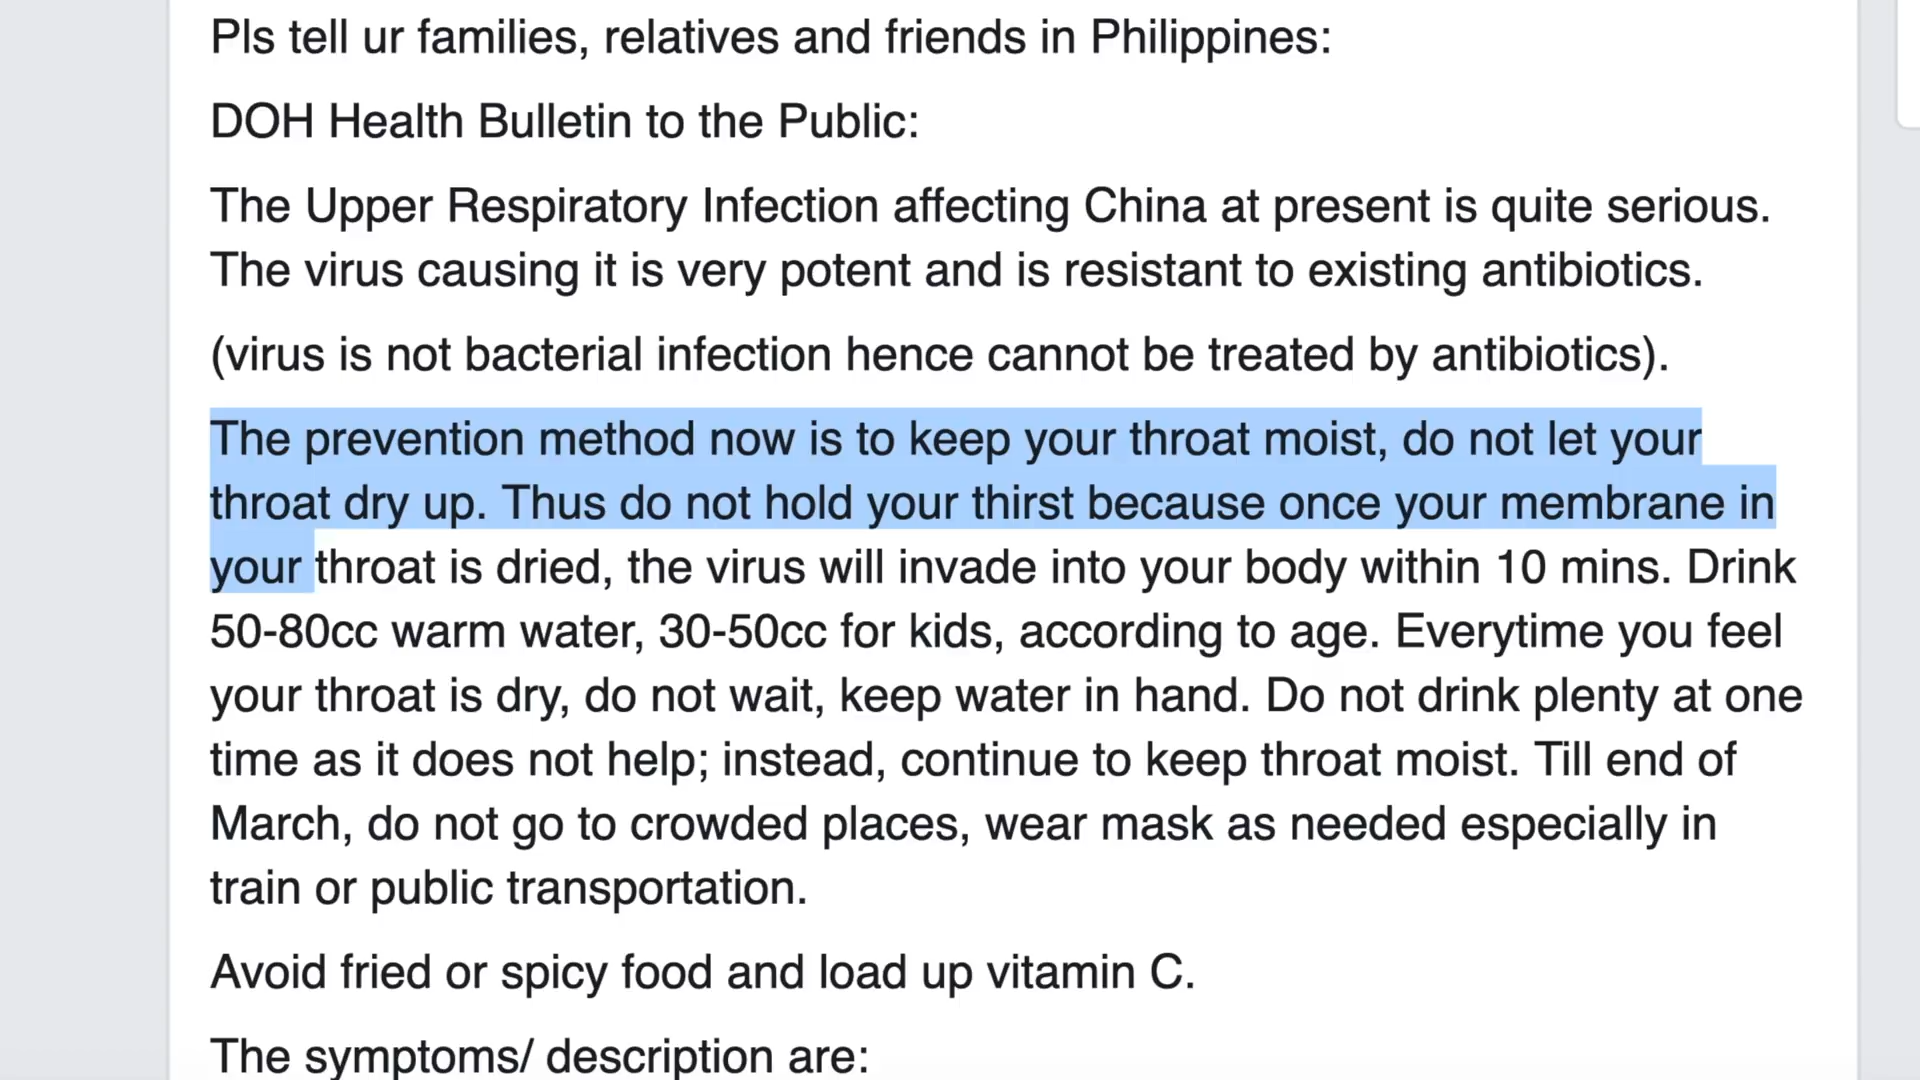 Pls tell ur families, relatives and friends in Philippines:
DOH Health Bulletin to the Public:
The Upper Respiratory Infection affecting China at present is quite serious.
The virus causing it is very potent and is resistant to existing antibiotics.
(virus is not bacterial infection hence cannot be treated by antibiotics).
The prevention method now is to keep your throat moist, do not let your
throat dry up. Thus do not hold your thirst because once your membrane in
your throat is dried, the virus will invade into your body within 10 mins. Drink
50-80cc warm water, 30-50cc for kids, according to age. Everytime you feel
your throat is dry, do not wait, keep water in hand. Do not drink plenty at one
time as it does not help; instead, continue to keep throat moist. Till end of
March, do not go to crowded places, wear mask as needed especially in
train or public transportation.
Avoid fried or spicy food and load up vitamin C.
The symptoms/ description are: